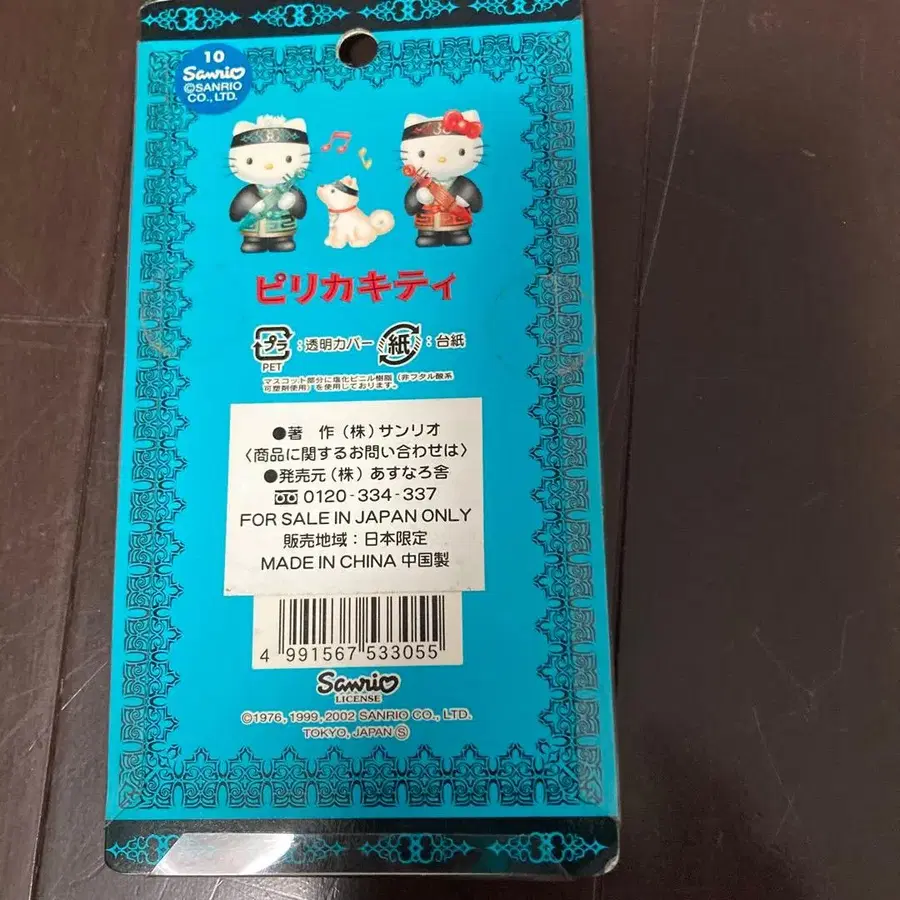 10
Sanrio
©SANRIO
CO., LTD.
ピリカキティ
プラ
PET
:透明カバー
紙
:台紙
マスコット部分に塩化ビニル樹脂(非フタル酸系
可塑剤使用)を使用しております。
●著 作(株)サンリオ
〈商品に関するお問い合わせは〉
●発売元(株)あすなろ舎
0120-334-337
FOR SALE IN JAPAN ONLY
販売地域:日本限定
MADE IN CHINA 中国製
4 991567 533055
Sanrio
LICENSE
©1976, 1999, 2002 SANRIO CO., LTD.
TOKYO, JAPAN Ⓢ